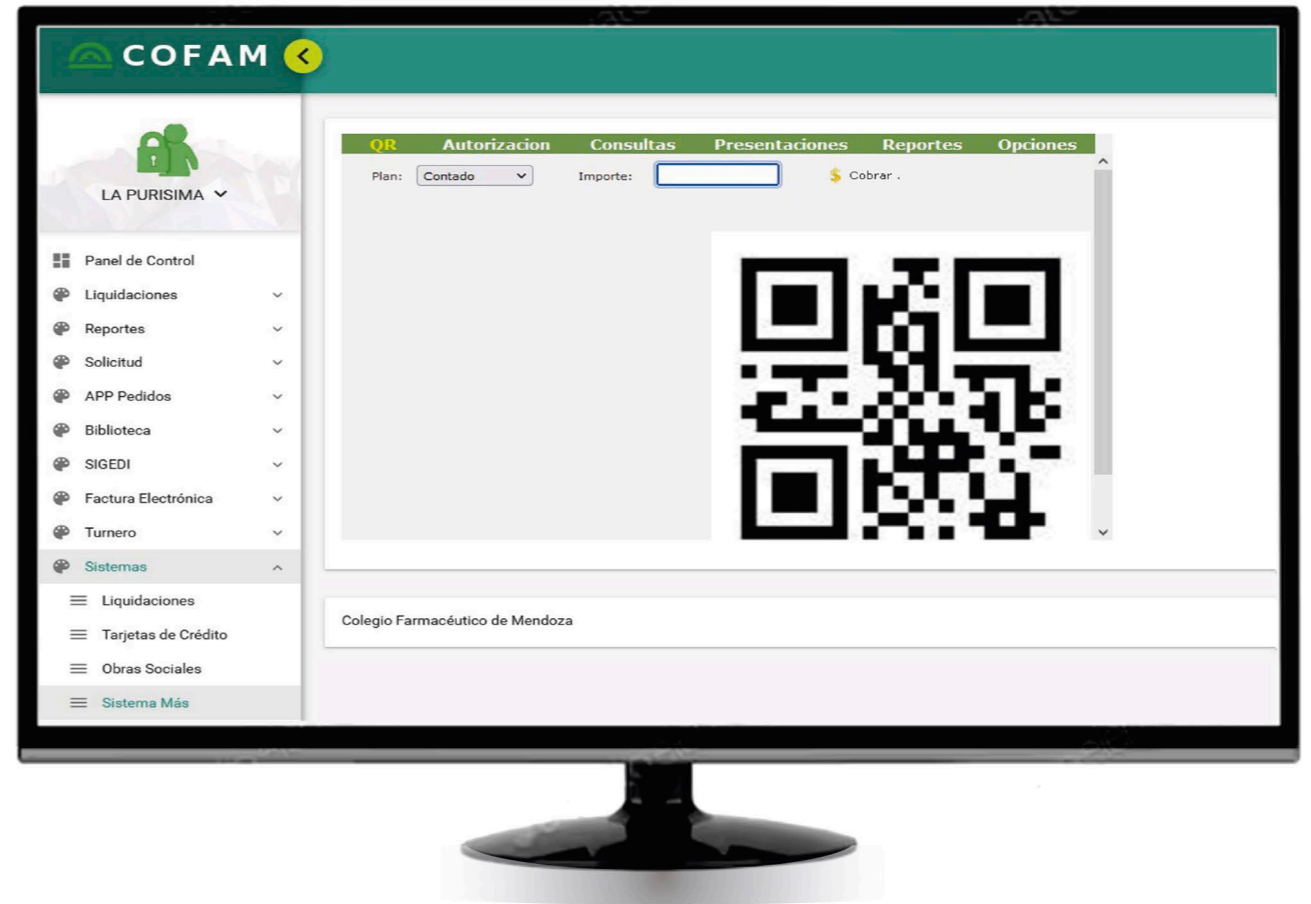 COFAM
LA PURISIMA
Panel de Control
Liquidaciones
Reportes
Solicitud
APP Pedidos
Biblioteca
SIGEDI
Factura Electrónica
Turnero
Sistemas
Liquidaciones
Tarjetas de Crédito
Obras Sociales
Sistema Más
QR Autorizacion Consultas Presentaciones Reportes Opciones
Plan: Contado Importe: $ Cobrar .
Colegio Farmacéutico de Mendoza